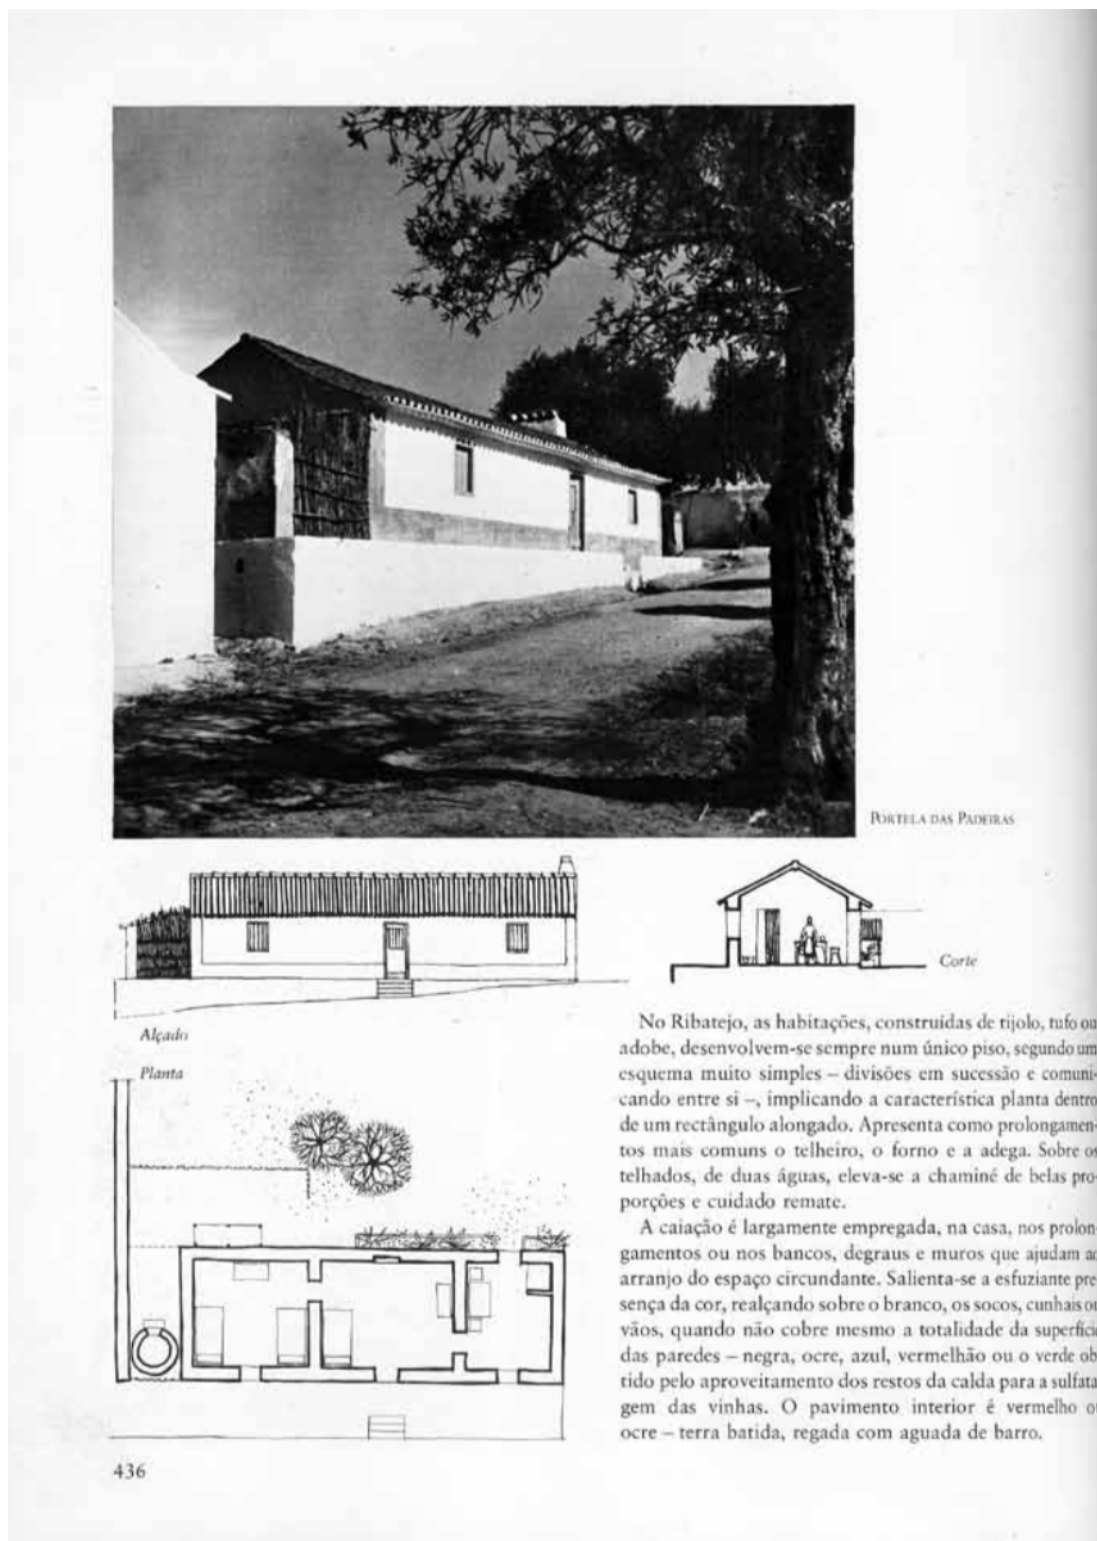 PORTELA DAS PADEIRAS
Corte
Alçado
Planta
No Ribatejo, as habitações, construídas de tijolo, tufo ou
adobe, desenvolvem-se sempre num único piso, segundo um
esquema muito simples – divisões em sucessão e comuni-
cando entre si –, implicando a característica planta dentro
de um rectângulo alongado. Apresenta como prolongamen-
tos mais comuns o telheiro, o forno e a adega. Sobre os
telhados, de duas águas, eleva-se a chaminé de belas pro-
porções e cuidado remate.
A caiação é largamente empregada, na casa, nos prolon-
gamentos ou nos bancos, degraus e muros que ajudam ao
arranjo do espaço circundante. Salienta-se a esfuziante pre
sença da cor, realçando sobre o branco, os socos, cunhais ou
vãos, quando não cobre mesmo a totalidade da superfíci
das paredes – negra, ocre, azul, vermelhão ou o verde ob
tido pelo aproveitamento dos restos da calda para a sulfata
gem das vinhas. O pavimento interior é vermelho o
ocre – terra batida, regada com aguada de barro.
436